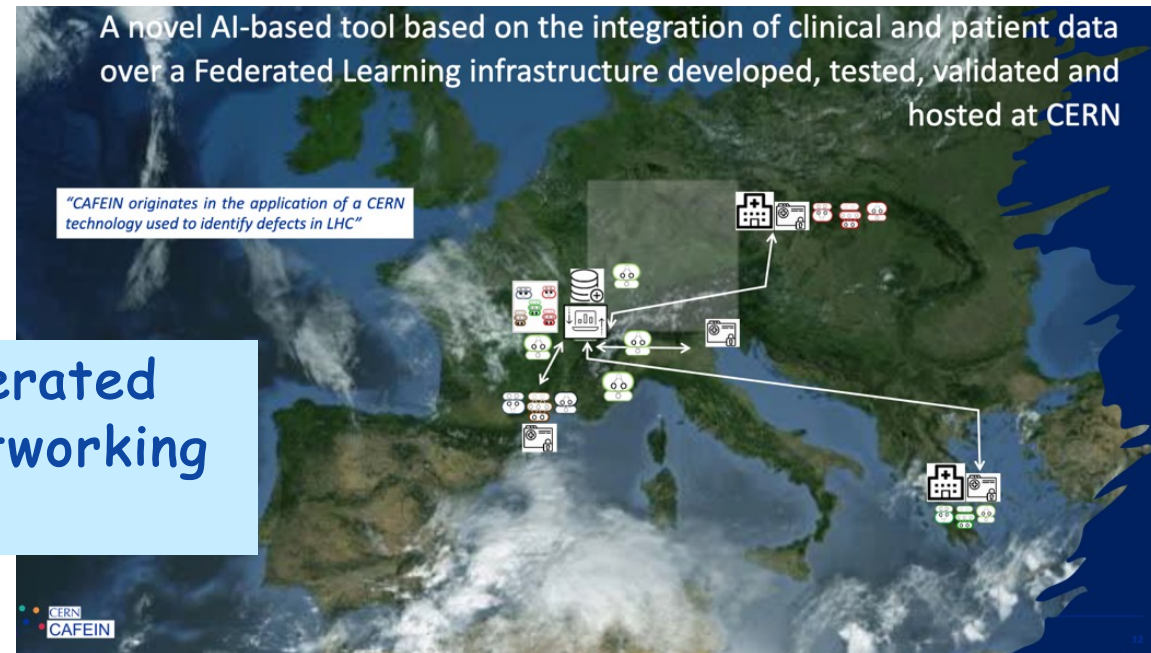 A novel AI-based tool based on the integration of clinical and patient data
over a Federated Learning infrastructure developed, tested, validated and
hosted at CERN
"CAFEIN originates in the application of a CERN
technology used to identify defects in LHC"
erated
tworking
CERN
CAFEIN
12